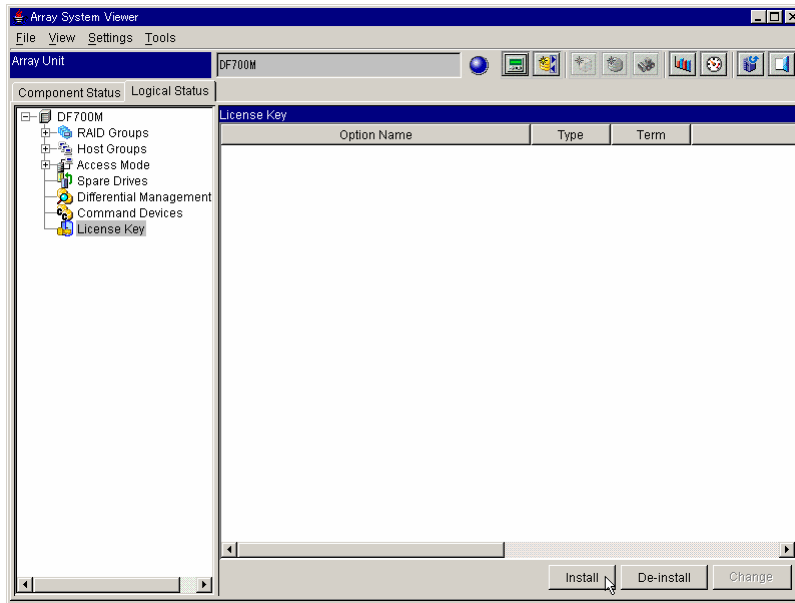 Array System Viewer
File View Settings Tools
Array Unit DF700M
Component Status Logical Status
DF700M
RAID Groups
Host Groups
Access Mode
Spare Drives
Differential Management
Command Devices
License Key
License Key
Option Name Type Term
Install De-install Change